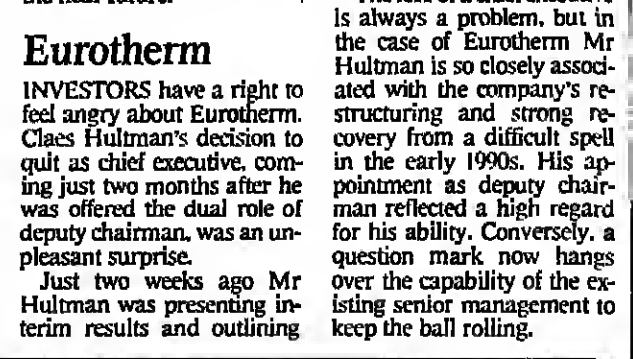 Eurotherm
INVESTORS have a right to
feel angry about Eurotherm.
Claes Hultman's decision to
quit as chief executive, com-
ing just two months after he
was offered the dual role of
deputy chairman, was an un-
pleasant surprise.
Just two weeks ago Mr
Hultman was presenting in-
terim results and outlining
is always a problem, but in
the case of Eurotherm Mr
Hultman is so closely associ-
ated with the company's re-
structuring and strong re-
covery from a difficult spell
in the early 1990s. His ap-
pointment as deputy chair-
man reflected a high regard
for his ability. Conversely, a
question mark now hangs
over the capability of the ex-
isting senior management to
keep the ball rolling.